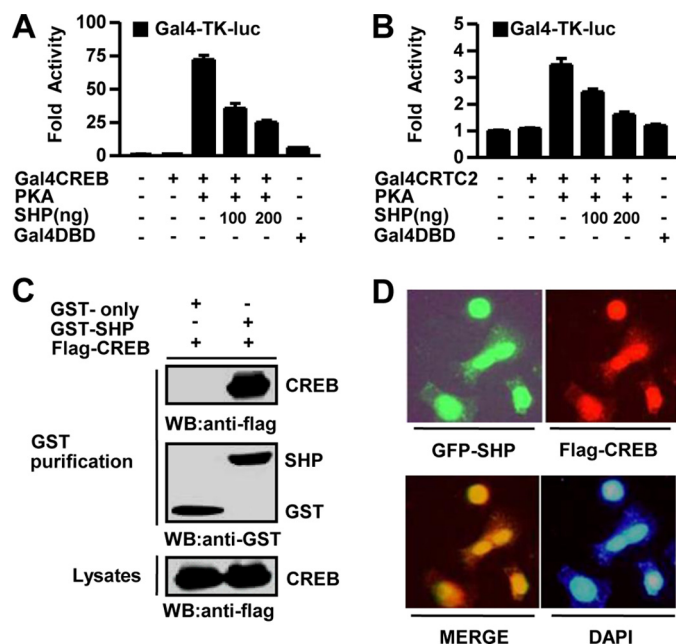 A
Fold Activity
100
75
50
25
0
Gal4-TK-luc
Gal4CREB - + + + + -
PKA - - + + + -
SHP(ng) - - - 100 200 -
Gal4DBD - - - - - +
B
Fold Activity
5
4
3
2
1
0
Gal4-TK-luc
Gal4CRTC2 - + + + + -
PKA - - + + + -
SHP(ng) - - - 100 200 -
Gal4DBD - - - - - +
C
GST- only + -
GST-SHP - +
Flag-CREB + +
GST
purification
CREB
WB:anti-flag
SHP
GST
WB:anti-GST
Lysates
CREB
WB:anti-flag
D
GFP-SHP
Flag-CREB
MERGE
DAPI